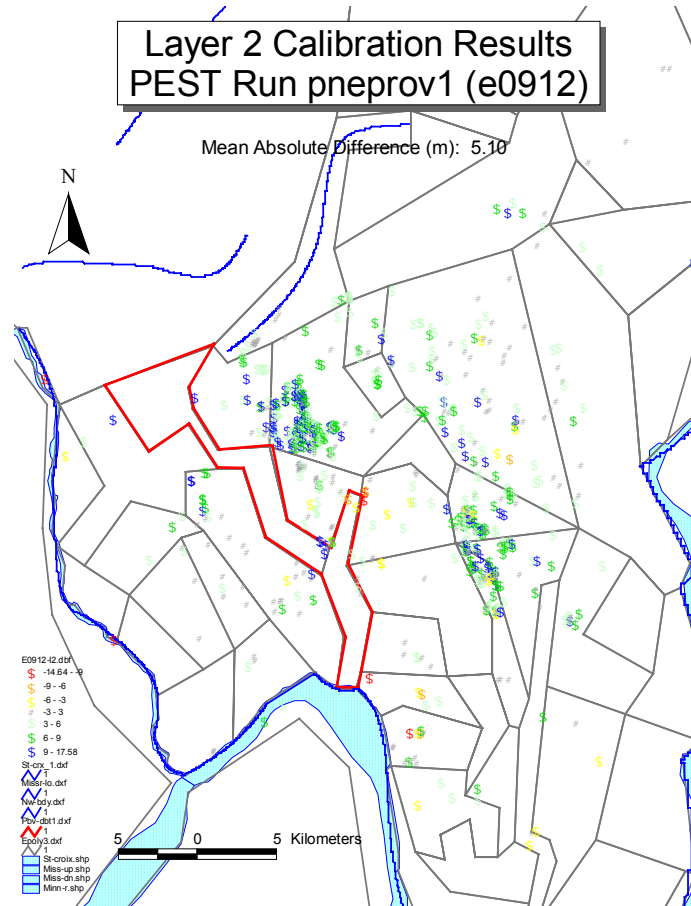 Layer 2 Calibration Results
PEST Run pneprov1 (e0912)
Mean Absolute Difference (m): 5.10
N
E0912-l2.dbf
$ -14.64 - -9
$ -9 - -6
$ -6 - -3
# -3 - 3
$ 3 - 6
$ 6 - 9
$ 9 - 17.58
St-crx_1.dxf
1
Missr-lo.dxf
1
Nw-bdy.dxf
1
Pbv-dbt1.dxf
1
Epoly3.dxf
1
St-croix.shp
Miss-up.shp
Miss-dn.shp
Minn-r.shp
5 0 5 Kilometers